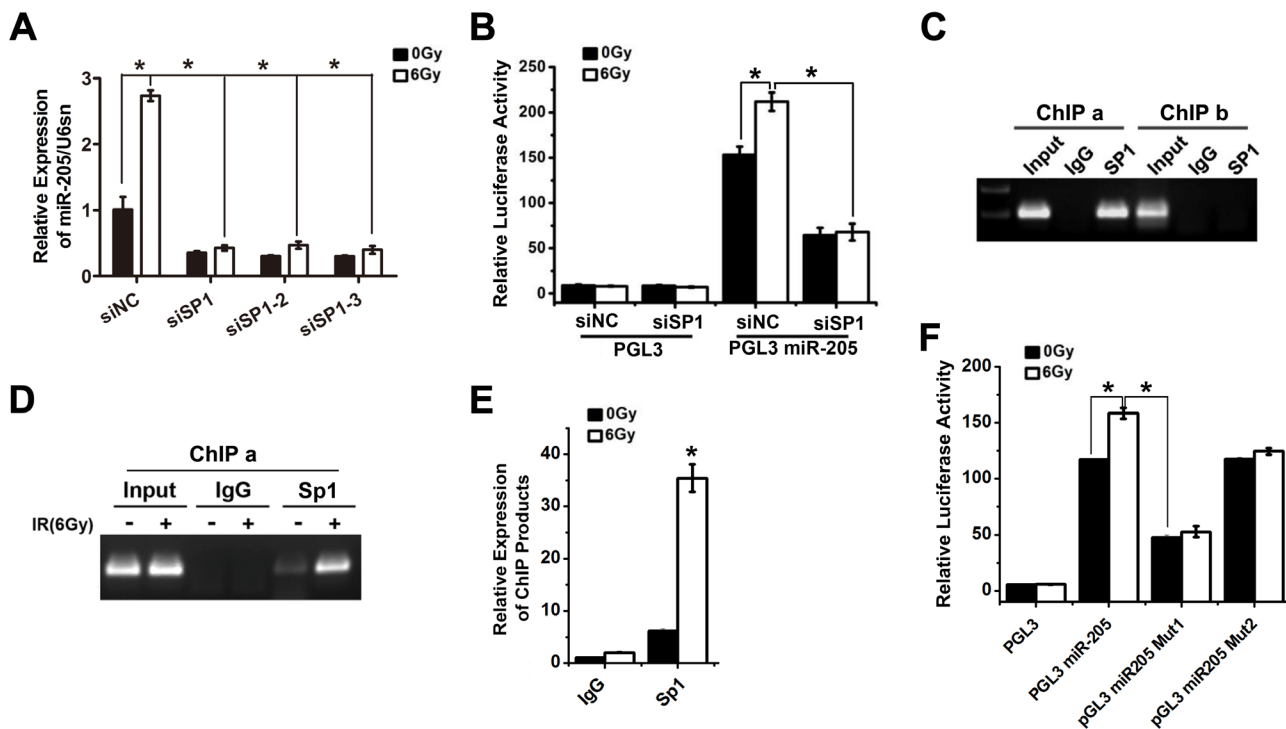 A
0Gy
6Gy
* * * *
Relative Expression
of miR-205/U6sn
3
2
1
0
siNC siSP1 siSP1-2 siSP1-3
B
0Gy
6Gy
* *
Relative Luciferase Activity
250
200
150
100
50
0
siNC siSP1 siNC siSP1
PGL3 PGL3 miR-205
C
ChIP a ChIP b
Input IgG SP1 Input IgG SP1
D
ChIP a
Input IgG Sp1
IR(6Gy) - + - + - +
E
0Gy
6Gy
*
Relative Expression
of ChIP Products
40
30
20
10
0
IgG Sp1
F
0Gy
6Gy
* *
Relative Luciferase Activity
200
150
100
50
0
PGL3 PGL3 miR-205 pGL3 miR205 Mut1 pGL3 miR205 Mut2